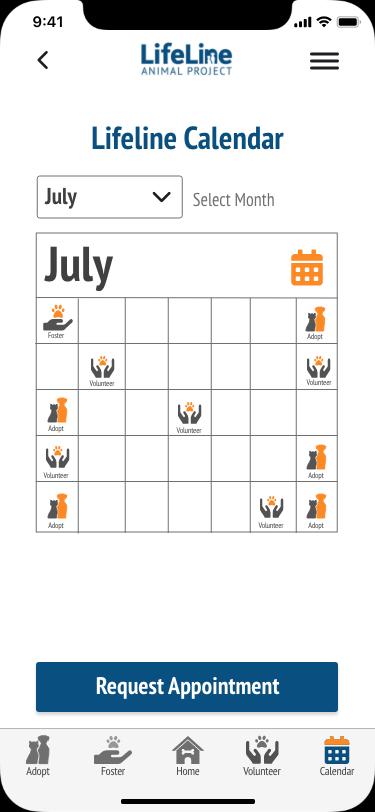 9:41
LifeLine
ANIMAL PROJECT
Lifeline Calendar
July
Select Month
July
Foster
Adopt
Volunteer
Volunteer
Adopt
Volunteer
Volunteer
Adopt
Adopt
Volunteer
Adopt
Request Appointment
Adopt
Foster
Home
Volunteer
Calendar